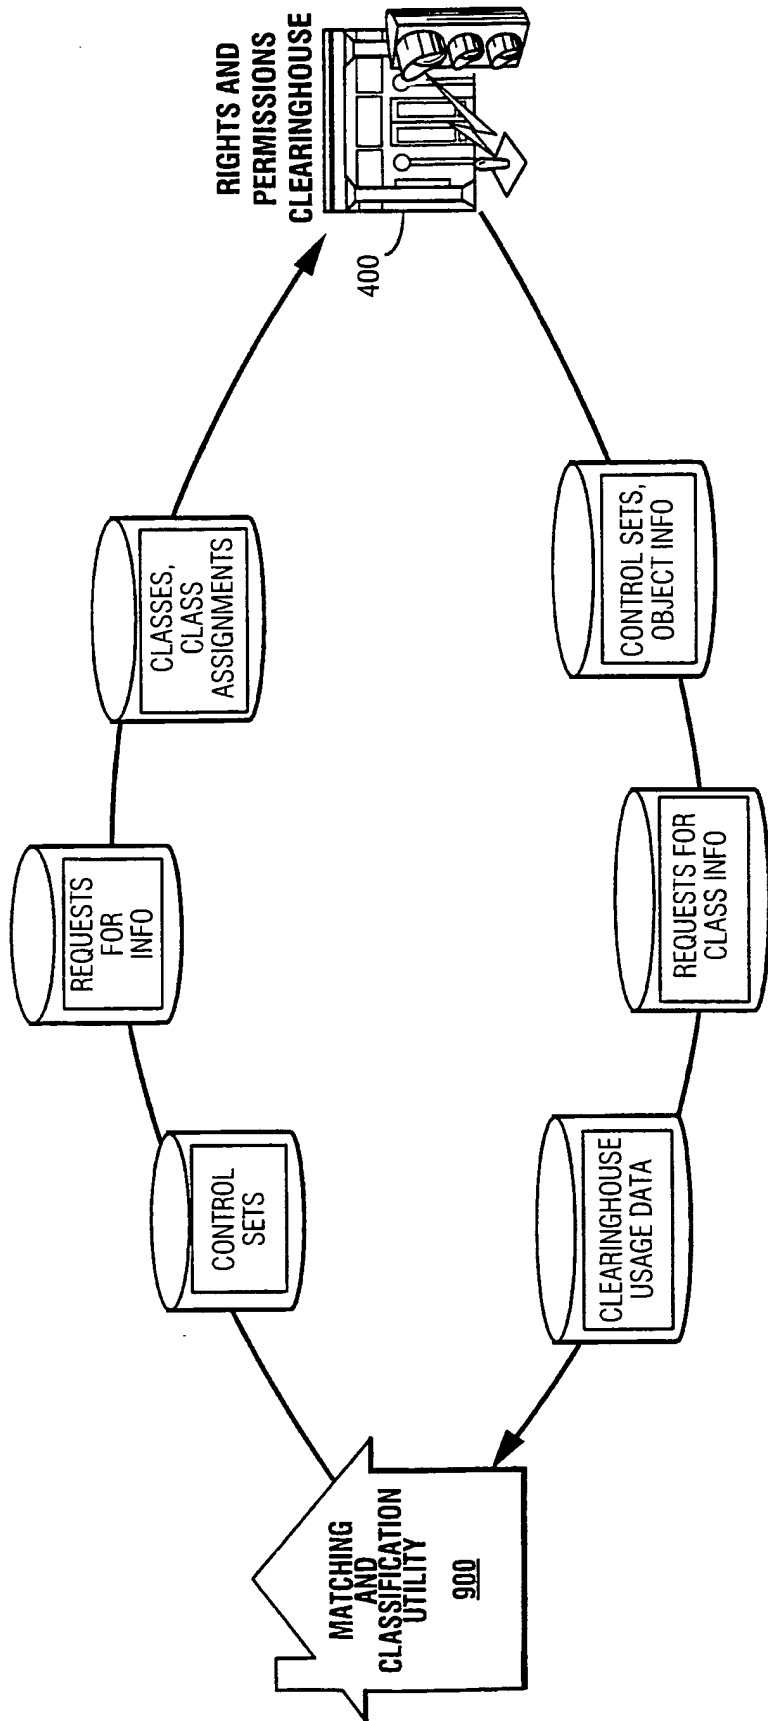 MATCHING
AND
CLASSIFICATION
UTILITY
900
CONTROL
SETS
REQUESTS
FOR
INFO
CLASSES,
CLASS
ASSIGNMENTS
RIGHTS AND
PERMISSIONS
CLEARINGHOUSE
400
CONTROL SETS,
OBJECT INFO
REQUESTS FOR
CLASS INFO
CLEARINGHOUSE
USAGE DATA